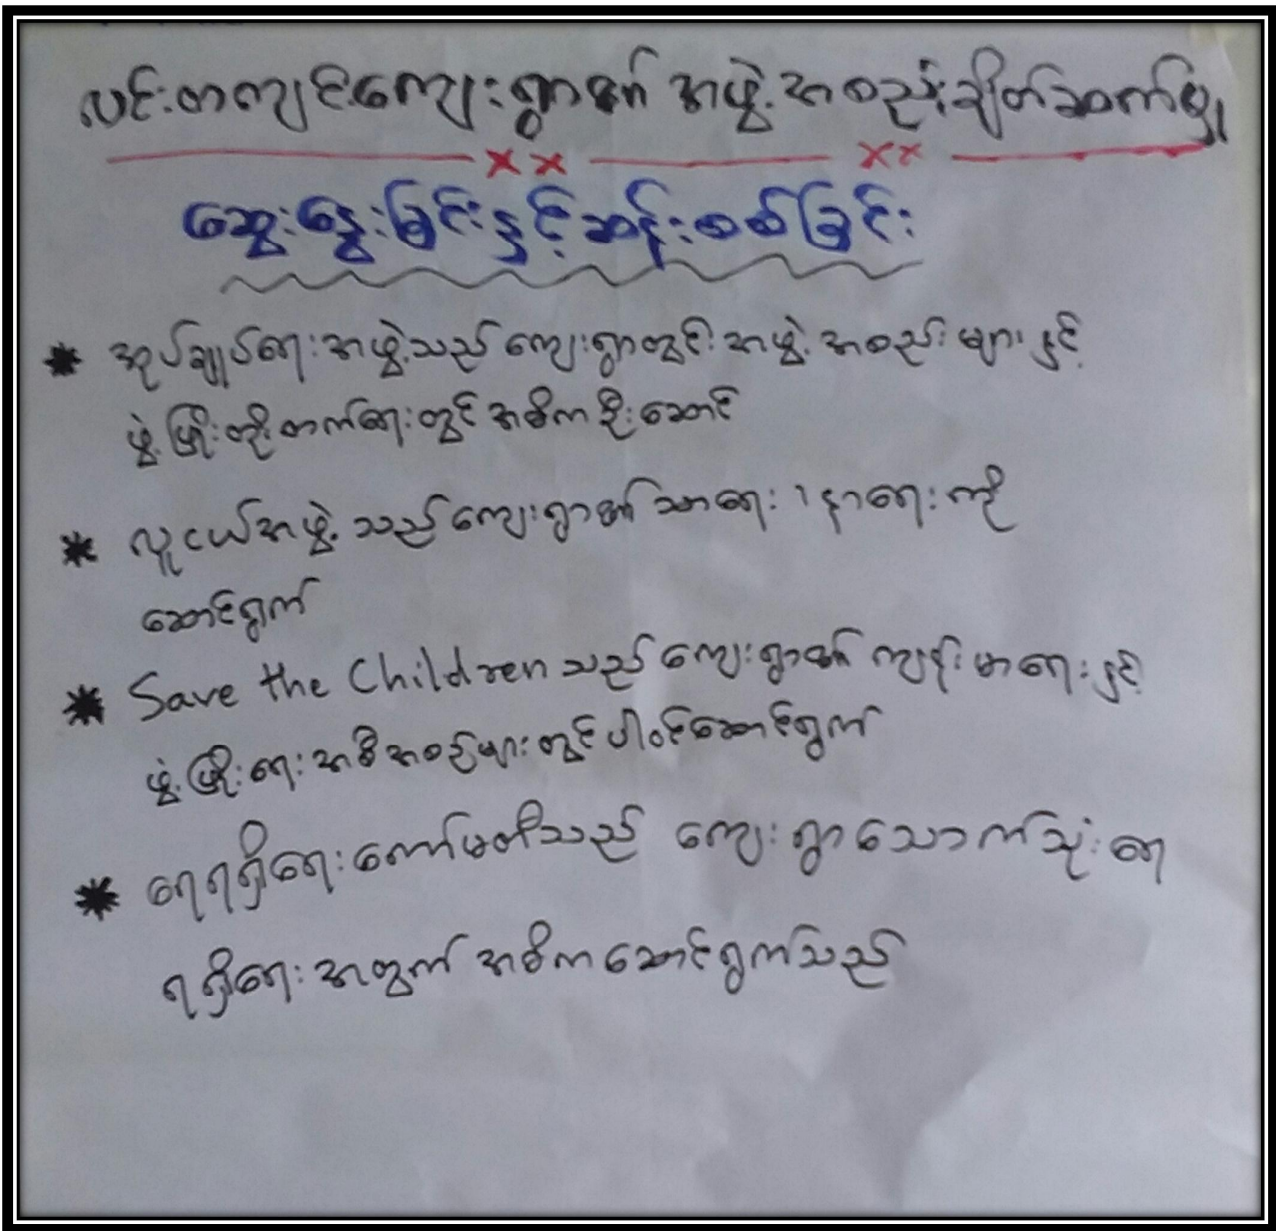 လင်းတကျင်းကျေးရွာ၏ အဖွဲ့အစည်းချိတ်ဆက်မှု
ဆွေးနွေးခြင်းနှင့်ဆန်းစစ်ခြင်း
* အုပ်ချုပ်ရေးအဖွဲ့သည် ကျေးရွာတွင်း အဖွဲ့အစည်းများနှင့်
ဖွံ့ဖြိုးတိုးတက်ရေးတွင် အဓိကဦးဆောင်
* လူငယ်အဖွဲ့ သည် ကျေးရွာ၏ သာရေး ၊ နာရေး ကို
ဆောင်ရွက်
* Save the Children သည် ကျေးရွာ၏ ကျန်းမာရေးနှင့်
ဖွံ့ဖြိုးရေး အစီအစဉ်များတွင် ပါဝင်ဆောင်ရွက်
* ရေရရှိရေးကော်မတီသည် ကျေးရွာသောက်သုံးရေ
ရရှိရေးအတွက် အဓိကဆောင်ရွက်သည်